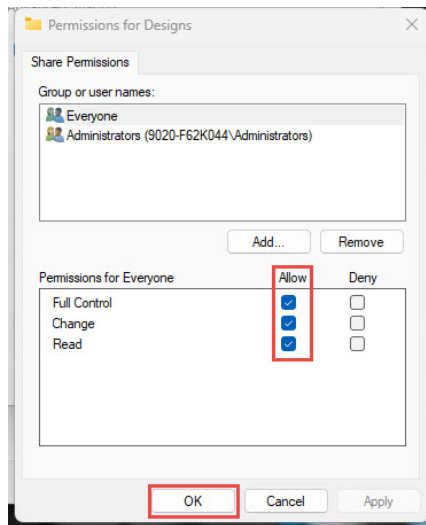 Permissions for Designs
Share Permissions
Group or user names:
Everyone
Administrators (9020-F62K044\Administrators)
Add... Remove
Permissions for Everyone Allow Deny
Full Control
Change
Read
OK Cancel Apply